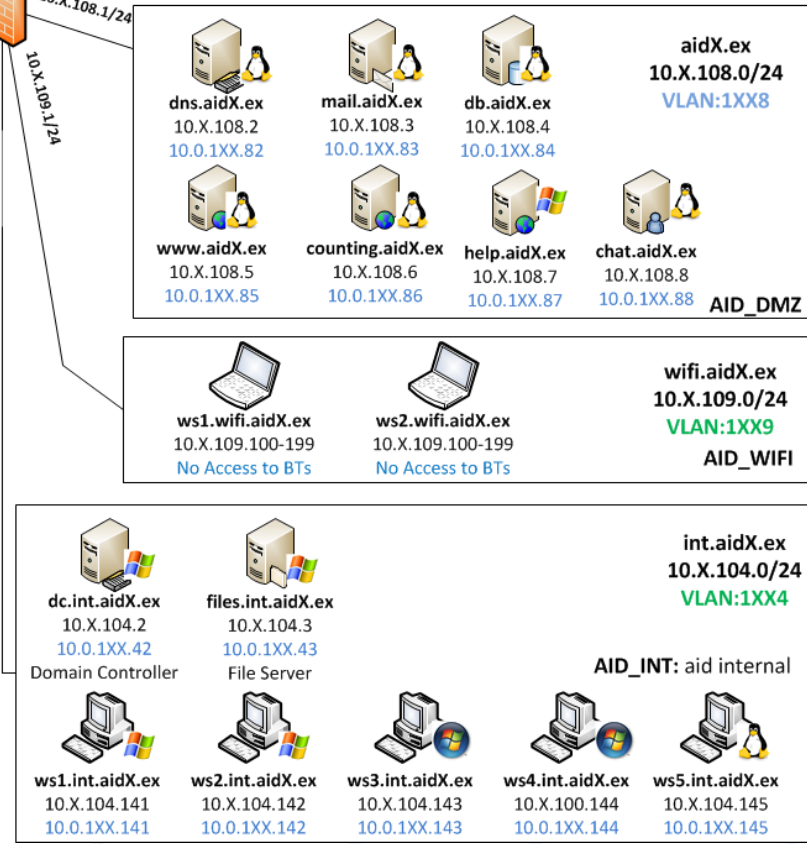 10.X.108.1/24
10.X.109.1/24
aidX.ex
10.X.108.0/24
VLAN:1XX8
dns.aidX.ex
10.X.108.2
10.0.1XX.82
mail.aidX.ex
10.X.108.3
10.0.1XX.83
db.aidX.ex
10.X.108.4
10.0.1XX.84
www.aidX.ex
10.X.108.5
10.0.1XX.85
counting.aidX.ex
10.X.108.6
10.0.1XX.86
help.aidX.ex
10.X.108.7
10.0.1XX.87
chat.aidX.ex
10.X.108.8
10.0.1XX.88
AID_DMZ
ws1.wifi.aidX.ex
10.X.109.100-199
No Access to BTs
ws2.wifi.aidX.ex
10.X.109.100-199
No Access to BTs
wifi.aidX.ex
10.X.109.0/24
VLAN:1XX9
AID_WIFI
dc.int.aidX.ex
10.X.104.2
10.0.1XX.42
Domain Controller
files.int.aidX.ex
10.X.104.3
10.0.1XX.43
File Server
int.aidX.ex
10.X.104.0/24
VLAN:1XX4
AID_INT: aid internal
ws1.int.aidX.ex
10.X.104.141
10.0.1XX.141
ws2.int.aidX.ex
10.X.104.142
10.0.1XX.142
ws3.int.aidX.ex
10.X.104.143
10.0.1XX.143
ws4.int.aidX.ex
10.X.100.144
10.0.1XX.144
ws5.int.aidX.ex
10.X.104.145
10.0.1XX.145